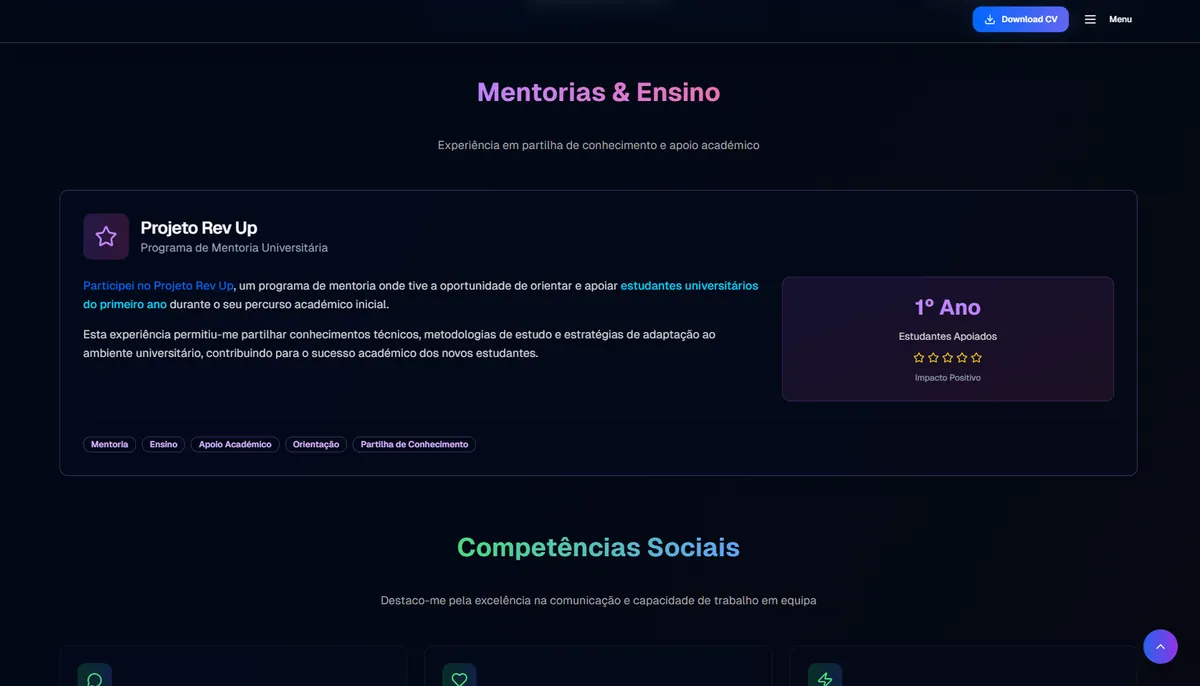 Download CV
Menu
Mentorias & Ensino
Experiência em partilha de conhecimento e apoio académico
Projeto Rev Up
Programa de Mentoria Universitária
Participei no Projeto Rev Up, um programa de mentoria onde tive a oportunidade de orientar e apoiar estudantes universitários
do primeiro ano durante o seu percurso académico inicial.
Esta experiência permitiu-me partilhar conhecimentos técnicos, metodologias de estudo e estratégias de adaptação ao
ambiente universitário, contribuindo para o sucesso académico dos novos estudantes.
1º Ano
Estudantes Apoiados
Impacto Positivo
Mentoria
Ensino
Apoio Académico
Orientação
Partilha de Conhecimento
Competências Sociais
Destaco-me pela excelência na comunicação e capacidade de trabalho em equipa